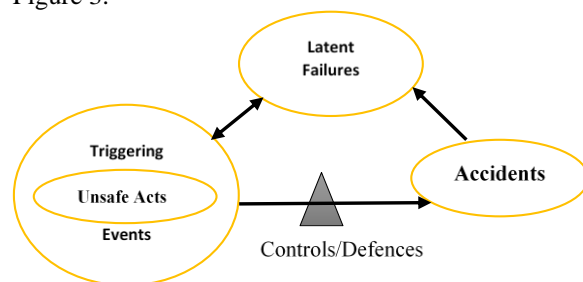 Figure 3.
Latent
Failures
Triggering
Unsafe Acts
Events
Accidents
Controls/Defences